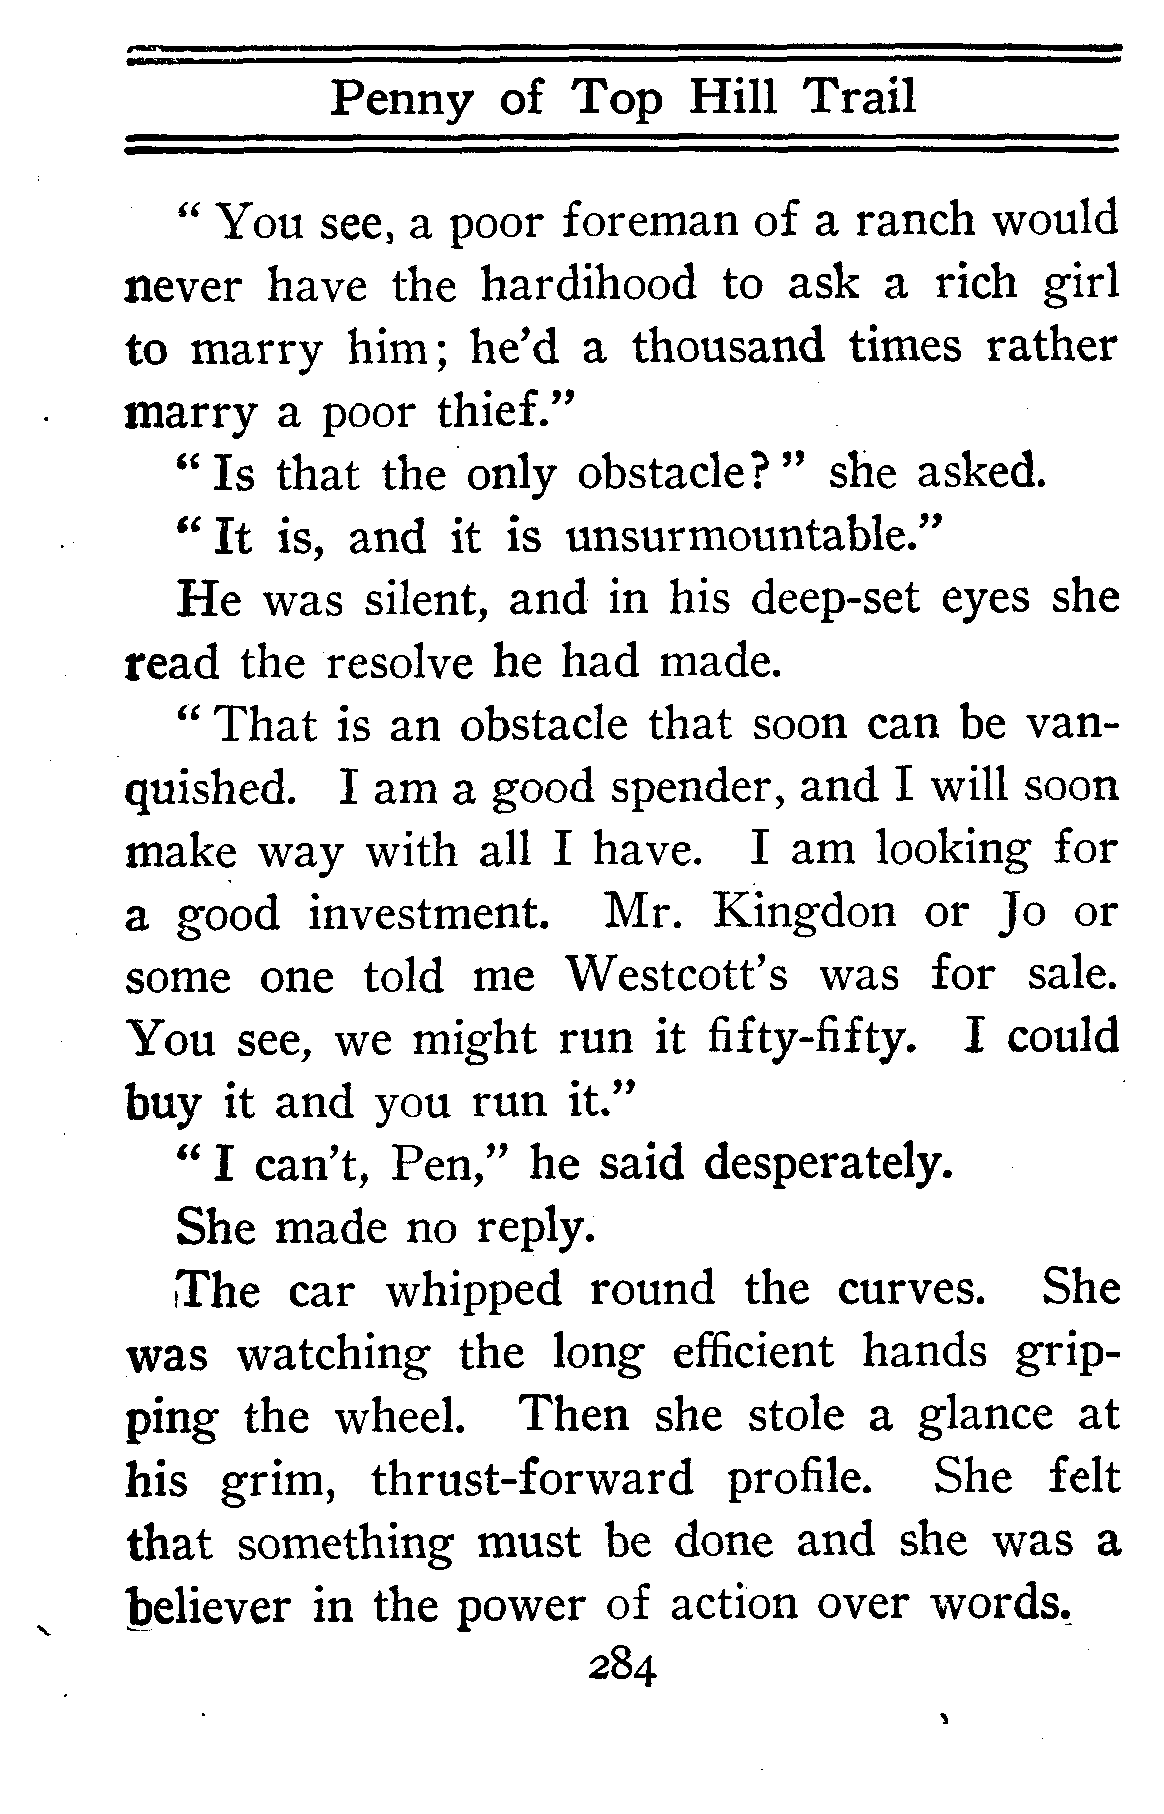 Penny of Top Hill Trail
“ You see, a poor foreman of a ranch would
never have the hardihood to ask a rich girl
to marry him; he’d a thousand times rather
marry a poor thief.”
“ Is that the only obstacle? ” she asked.
“ It is, and it is unsurmountable.”
He was silent, and in his deep-set eyes she
read the resolve he had made.
“ That is an obstacle that soon can be van-
quished. I am a good spender, and I will soon
make way with all I have. I am looking for
a good investment. Mr. Kingdon or Jo or
some one told me Westcott’s was for sale.
You see, we might run it fifty-fifty. I could
buy it and you run it.”
“ I can’t, Pen,” he said desperately.
She made no reply.
The car whipped round the curves. She
was watching the long efficient hands grip-
ping the wheel. Then she stole a glance at
his grim, thrust-forward profile. She felt
that something must be done and she was a
believer in the power of action over words.
284